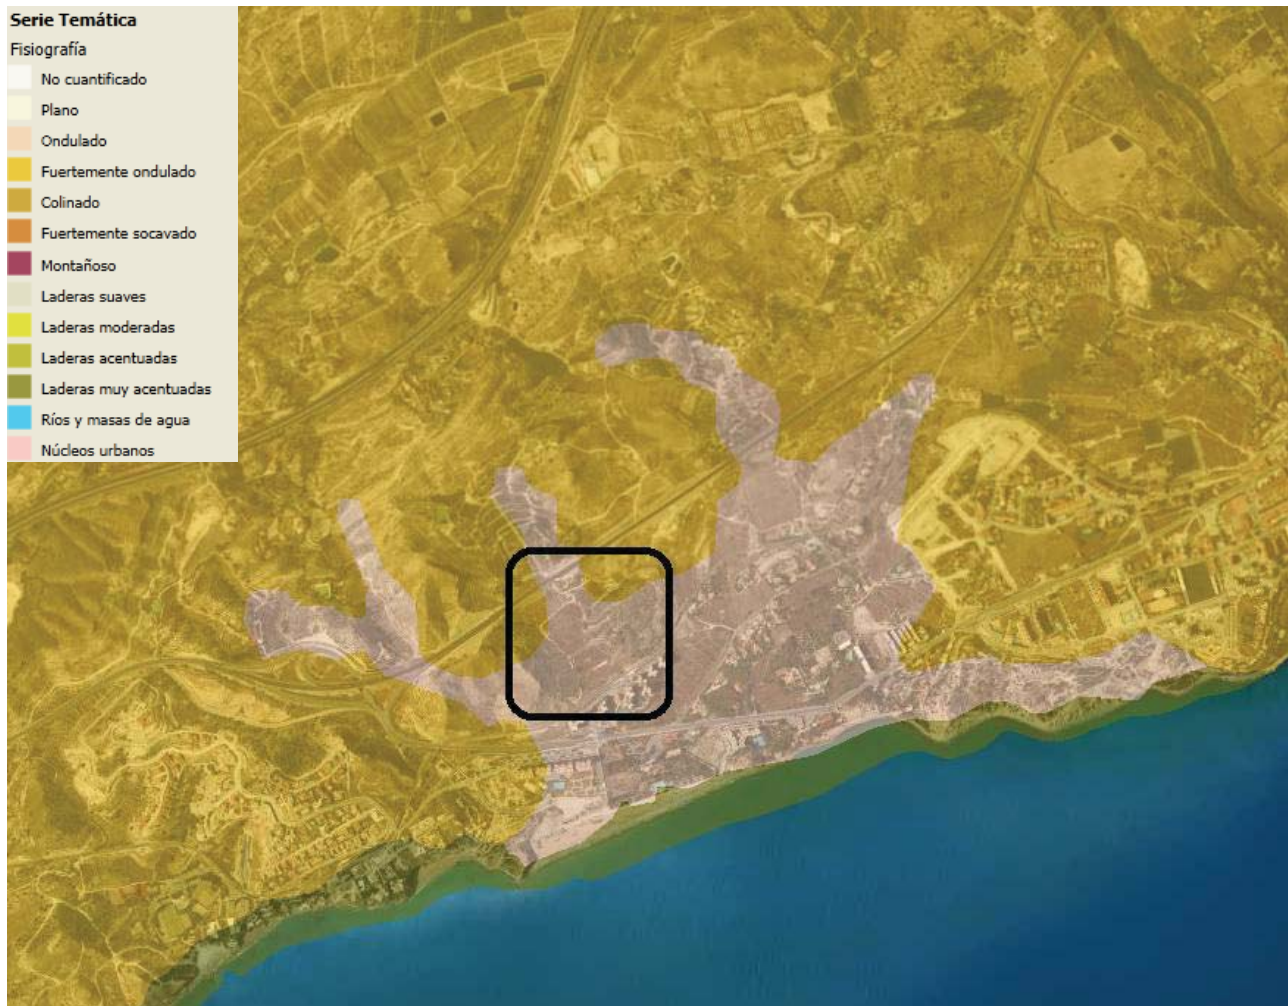 Serie Temática
Fisiografía
No cuantificado
Plano
Ondulado
Fuertemente ondulado
Colinado
Fuertemente socavado
Montañoso
Laderas suaves
Laderas moderadas
Laderas acentuadas
Laderas muy acentuadas
Ríos y masas de agua
Núcleos urbanos